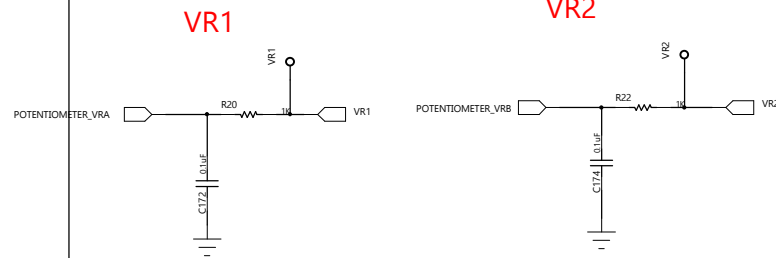 VR1
VR1
R20
1K
POTENTIOMETER_VRA
VR1
0.1uF
C172
VR2
VR2
R22
1K
POTENTIOMETER_VRB
VR2
0.1uF
C174